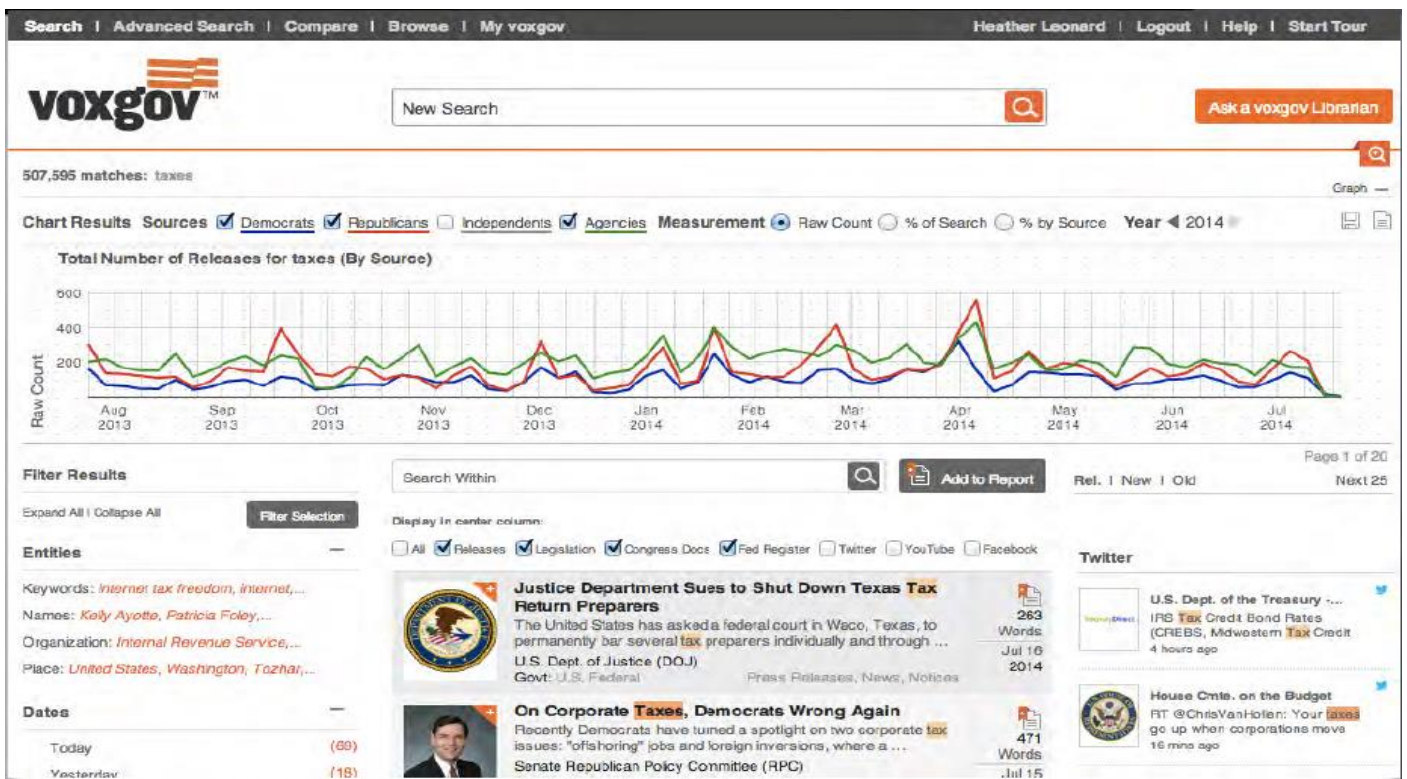 Search | Advanced Search | Compare | Browse | My voxgov
Heather Leonard | Logout | Help | Start Tour
voxgov™
New Search
Ask a voxgov Librarian
507,595 matches: taxes
Graph —
Chart Results Sources Democrats Republicans Independents Agencies Measurement Raw Count % of Search % by Source Year 2014
Total Number of Releases for taxes (By Source)
600
400
200
Raw Count
Aug 2013
Sep 2013
Oct 2013
Nov 2013
Dec 2013
Jan 2014
Feb 2014
Mar 2014
Apr 2014
May 2014
Jun 2014
Jul 2014
Page 1 of 20
Filter Results
Search Within
Add to Report
Rel. | New | Old
Next 25
Expand All | Collapse All
Filter Selection
Display in center column:
All Releases Legislation Congress Docs Fed Register Twitter YouTube Facebook
Entities —
Keywords: Internet tax freedom, internet,...
Names: Kelly Ayotte, Patricia Foley,...
Organization: Internal Revenue Service,...
Place: United States, Washington, Tozhar,...
Dates —
Today (69)
Yesterday (18)
Justice Department Sues to Shut Down Texas Tax
Return Preparers
The United States has asked a federal court in Waco, Texas, to
permanently bar several tax preparers individually and through ...
U.S. Dept. of Justice (DOJ)
Govt: U.S. Federal
Press Releases, News, Notices
263
Words
Jul 16
2014
On Corporate Taxes, Democrats Wrong Again
Recently Democrats have turned a spotlight on two corporate tax
issues: "offshoring" jobs and foreign inversions, where a ...
Senate Republican Policy Committee (RPC)
471
Words
Jul 15
Twitter
U.S. Dept. of the Treasury -...
IRS Tax Credit Bond Rates
(CREBS, Midwestern Tax Credit
4 hours ago
House Cmte. on the Budget
RT @ChrisVanHollen: Your taxes
go up when corporations move
16 mins ago